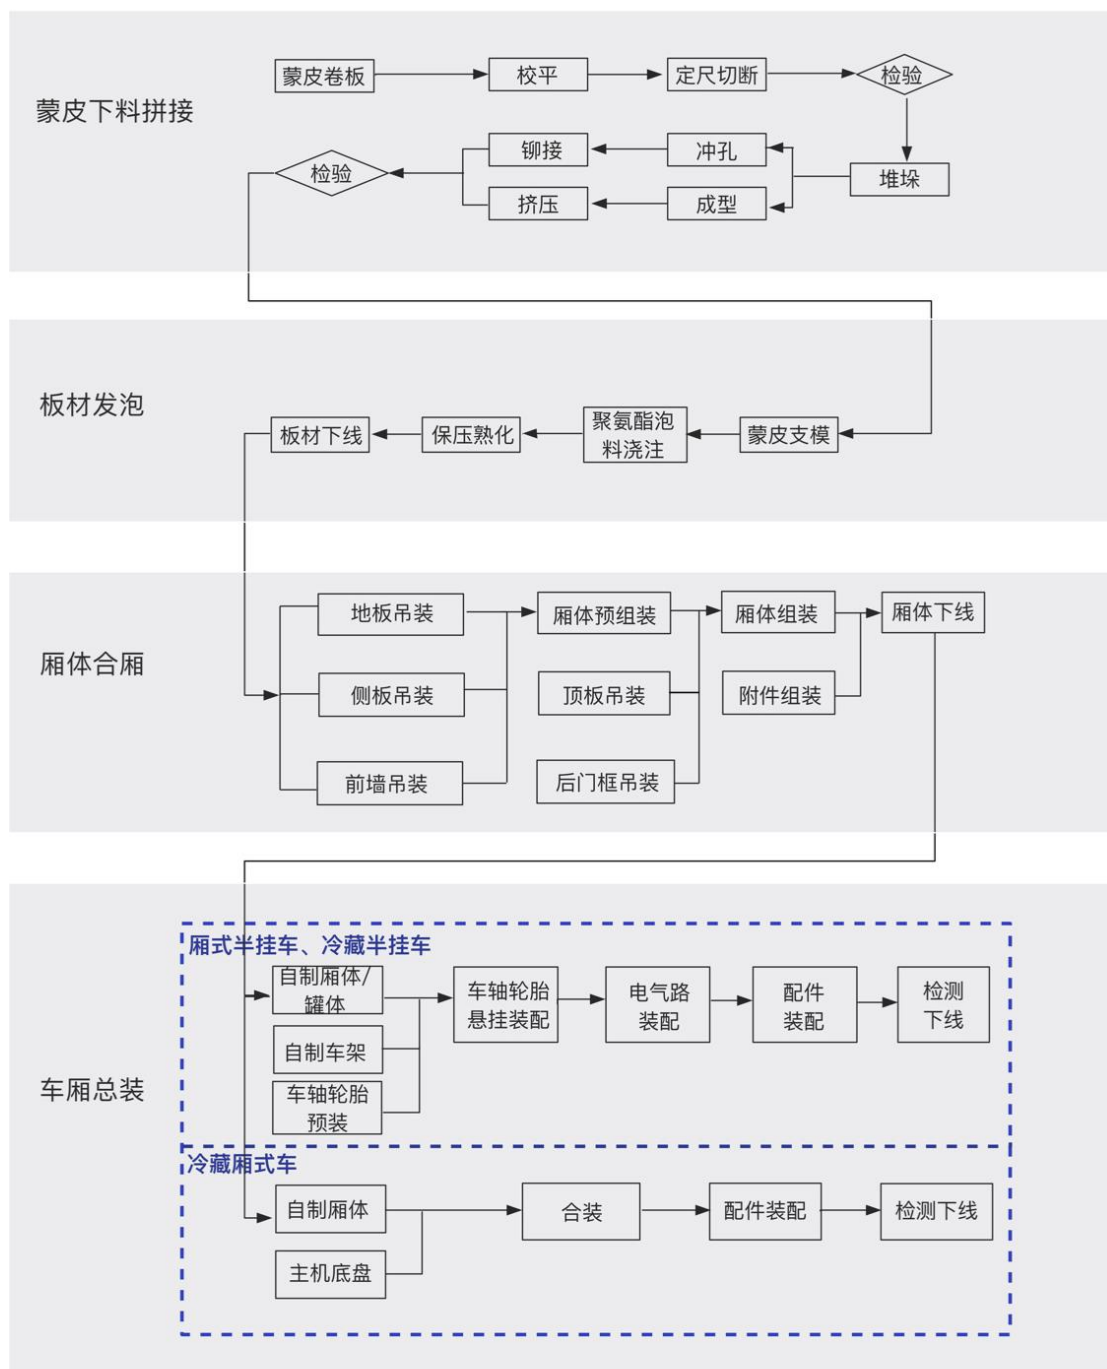 蒙皮下料拼接
蒙皮卷板
校平
定尺切断
检验
检验
铆接
冲孔
堆垛
挤压
成型
板材发泡
板材下线
保压熟化
聚氨酯泡
料浇注
蒙皮支模
厢体合厢
地板吊装
厢体预组装
厢体组装
厢体下线
侧板吊装
顶板吊装
附件组装
前墙吊装
后门框吊装
车厢总装
厢式半挂车、冷藏半挂车
自制厢体/
罐体
车轴轮胎
悬挂装配
电气路
装配
配件
装配
检测
下线
自制车架
车轴轮胎
预装
冷藏厢式车
自制厢体
合装
配件装配
检测下线
主机底盘